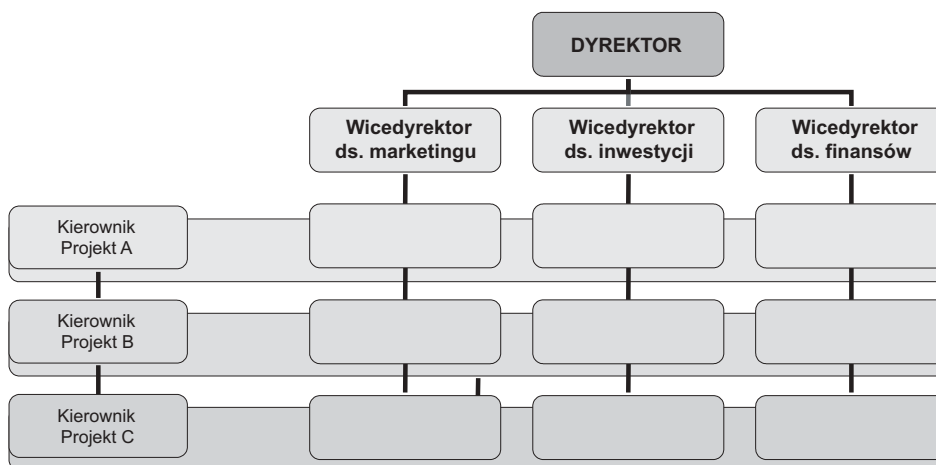 DYREKTOR
Wicedyrektor
ds. marketingu
Wicedyrektor
ds. inwestycji
Wicedyrektor
ds. finansów
Kierownik
Projekt A
Kierownik
Projekt B
Kierownik
Projekt C